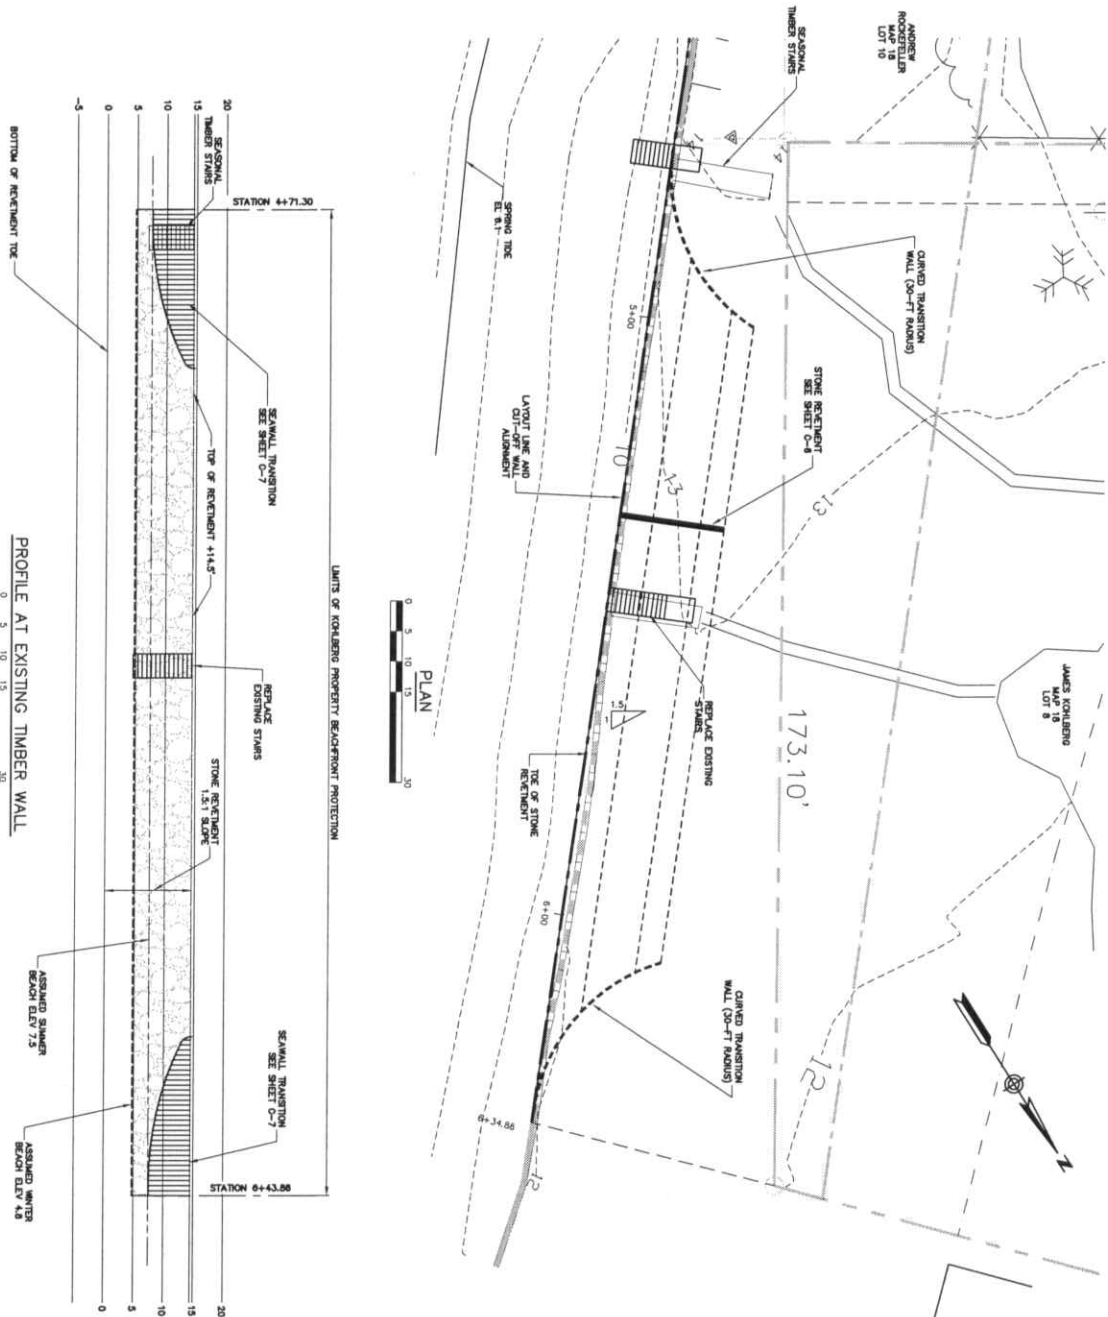 ANDREW
ROCKEFELLER
MAP 18
LOT 10
SEASONAL
TIMBER STAIRS
14
14
CURVED TRANSITION
WALL (30-FT RADIUS)
SPRING TIDE
EL 6.1
5+00
STONE REVETMENT
SEE SHEET C-6
LAYOUT LINE AND
CUT-OFF WALL
ALIGNMENT
10
13
13
JAMES KOHLBERG
MAP 18
LOT 8
REPLACE EXISTING
STAIRS
173.10'
1.5
1
TOE OF STONE
REVETMENT
6+00
CURVED TRANSITION
WALL (30-FT RADIUS)
12
6+34.86
12
N
PLAN
0 5 10 15 30
LIMITS OF KOHLBERG PROPERTY BEACHFRONT PROTECTION
STATION 4+71.30
STATION 6+43.86
20
15
10
5
0
-5
SEASONAL
TIMBER STAIRS
BOTTOM OF REVETMENT TOE
SEAWALL TRANSITION
SEE SHEET C-7
TOP OF REVETMENT +14.5'
REPLACE
EXISTING STAIRS
STONE REVETMENT
1.5:1 SLOPE
SEAWALL TRANSITION
SEE SHEET C-7
ASSUMED SUMMER
BEACH ELEV 7.5
ASSUMED WINTER
BEACH ELEV 4.8
20
15
10
5
0
PROFILE AT EXISTING TIMBER WALL
0 5 10 15 30